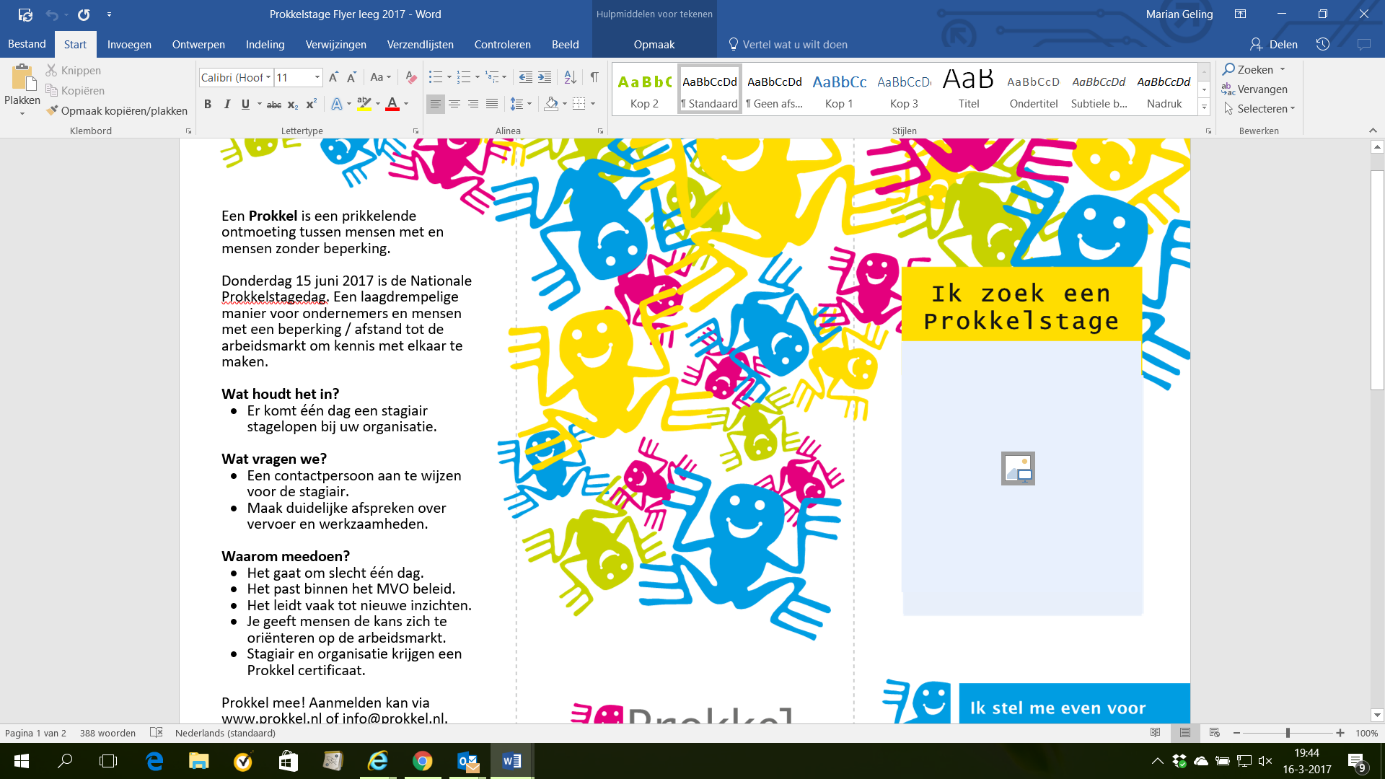 Prokkelstage Flyer leeg 2017 - Word
Hulpmiddelen voor tekenen
Marian Geling
Bestand Start Invoegen Ontwerpen Indeling Verwijzingen Verzendlijsten Controleren Beeld Opmaak Vertel wat u wilt doen Delen
Plakken
Knippen
Kopiëren
Opmaak kopiëren/plakken
Klembord
Calibri (Hoof 11
Lettertype
Alinea
AaBbC AaBbCcDd AaBbCcDd AaBbCc AaBbCcD AaB AaBbCcD AaBbCcDd AaBbCcDd
Kop 2 ¶ Standaard ¶ Geen afs... Kop 1 Kop 3 Titel Ondertitel Subtiele b... Nadruk
Stijlen
Zoeken
Vervangen
Selecteren
Bewerken
Een Prokkel is een prikkelende
ontmoeting tussen mensen met en
mensen zonder beperking.
Donderdag 15 juni 2017 is de Nationale
Prokkelstagedag. Een laagdrempelige
manier voor ondernemers en mensen
met een beperking / afstand tot de
arbeidsmarkt om kennis met elkaar te
maken.
Wat houdt het in?
• Er komt één dag een stagiair
stagelopen bij uw organisatie.
Wat vragen we?
• Een contactpersoon aan te wijzen
voor de stagiair.
• Maak duidelijke afspreken over
vervoer en werkzaamheden.
Waarom meedoen?
• Het gaat om slecht één dag.
• Het past binnen het MVO beleid.
• Het leidt vaak tot nieuwe inzichten.
• Je geeft mensen de kans zich te
oriënteren op de arbeidsmarkt.
• Stagiair en organisatie krijgen een
Prokkel certificaat.
Prokkel mee! Aanmelden kan via
www.prokkel.nl of info@prokkel.nl.
Prokkel
Ik zoek een
Prokkelstage
Ik stel me even voor
Pagina 1 van 2 388 woorden Nederlands (standaard) 100%
19:44
16-3-2017
9